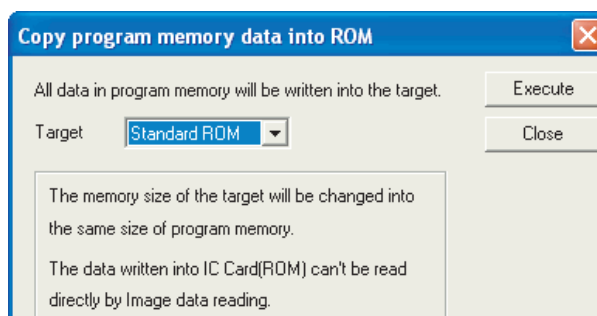 Copy program memory data into ROM
All data in program memory will be written into the target.
Execute
Target
Standard ROM
Close
The memory size of the target will be changed into
the same size of program memory.
The data written into IC Card(ROM) can't be read
directly by Image data reading.